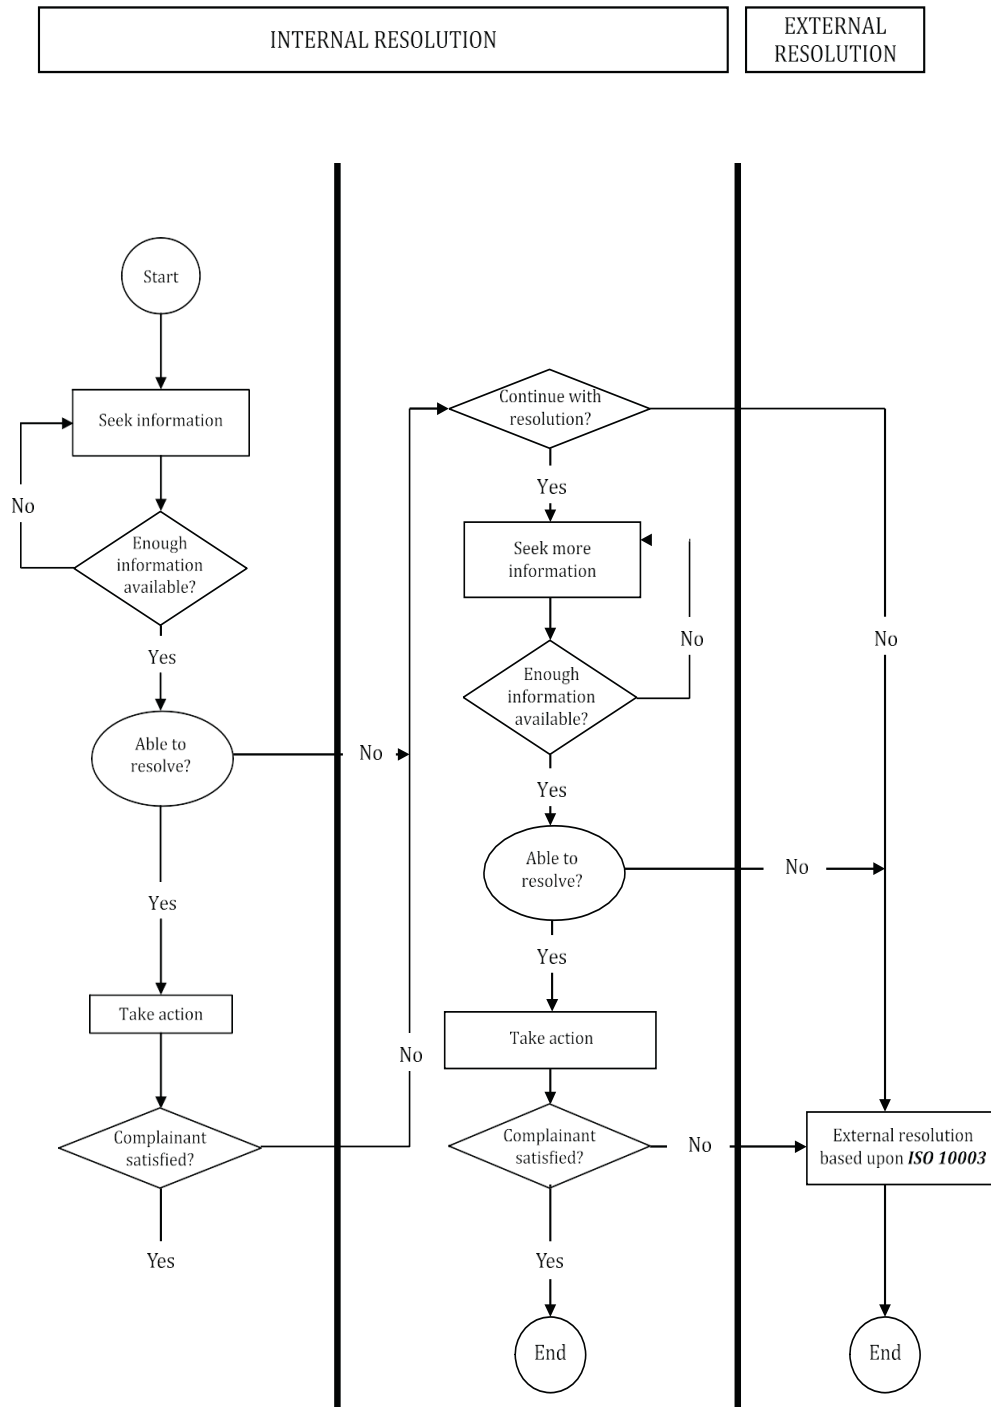 INTERNAL RESOLUTION
EXTERNAL
RESOLUTION
Start
Seek information
No
Enough
information
available?
Yes
Able to
resolve?
No
Yes
Take action
No
Complainant
satisfied?
Yes
Continue with
resolution?
Yes
Seek more
information
No
Enough
information
available?
Yes
Able to
resolve?
No
Yes
Take action
Complainant
satisfied?
No
Yes
End
No
External resolution
based upon ISO 10003
End